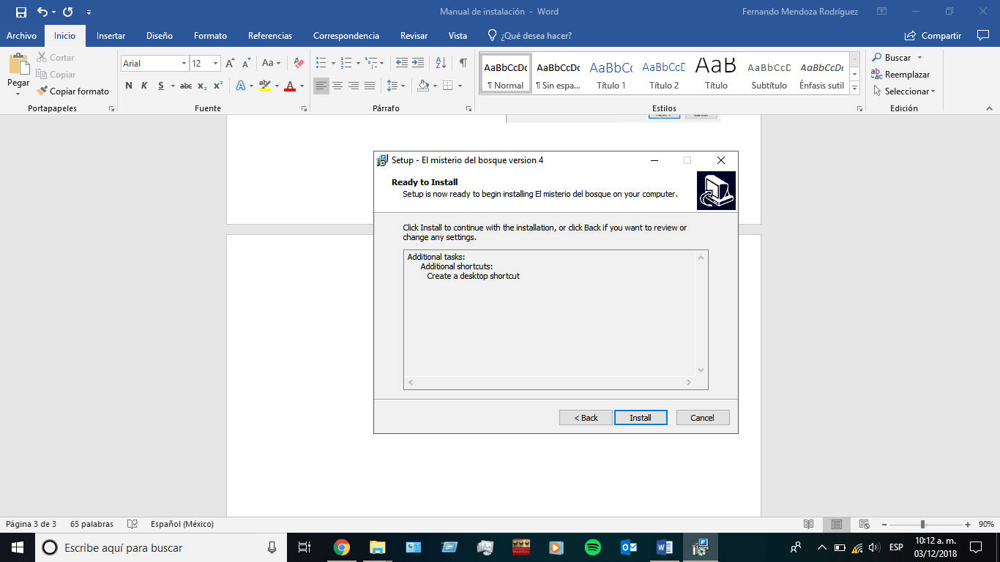 Manual de instalación - Word
Fernando Mendoza Rodríguez
Archivo Inicio Insertar Diseño Formato Referencias Correspondencia Revisar Vista ¿Qué desea hacer? Compartir
Pegar
Cortar
Copiar
Copiar formato
Portapapeles
Arial 12
Aa
N K S abc x₂ x²
A aby A
Fuente
Párrafo
AaBbCcDc AaBbCcDc AaBbCc AaBbCcD AaB AaBbCcD AaBbCcDc
¶ Normal ¶ Sin espa... Título 1 Título 2 Título Subtítulo Énfasis sutil
Estilos
Buscar
Reemplazar
Seleccionar
Edición
Setup - El misterio del bosque version 4
Ready to Install
Setup is now ready to begin installing El misterio del bosque on your computer.
Click Install to continue with the installation, or click Back if you want to review or
change any settings.
Additional tasks:
Additional shortcuts:
Create a desktop shortcut
< Back Install Cancel
Página 3 de 3 65 palabras Español (México)
90%
Escribe aquí para buscar
ESP
10:12 a. m.
03/12/2018